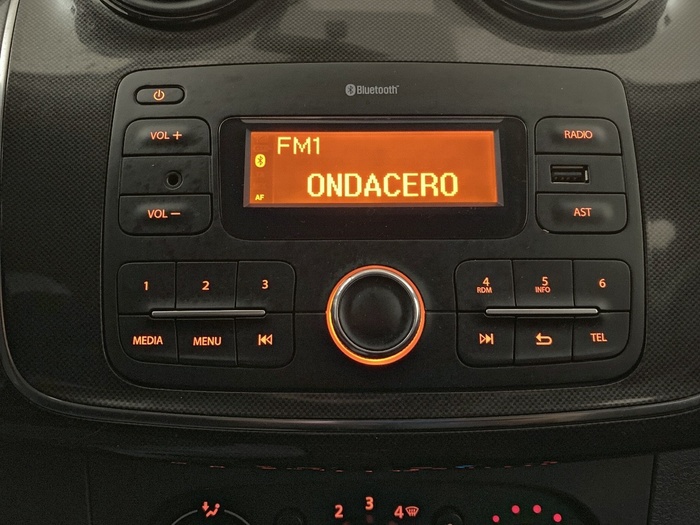 Bluetooth
VOL +
FM1
RADIO
ONDACERO
AF
VOL −
AST
1
2
3
4
RDM
5
INFO
6
MEDIA
MENU
TEL
2
3
4